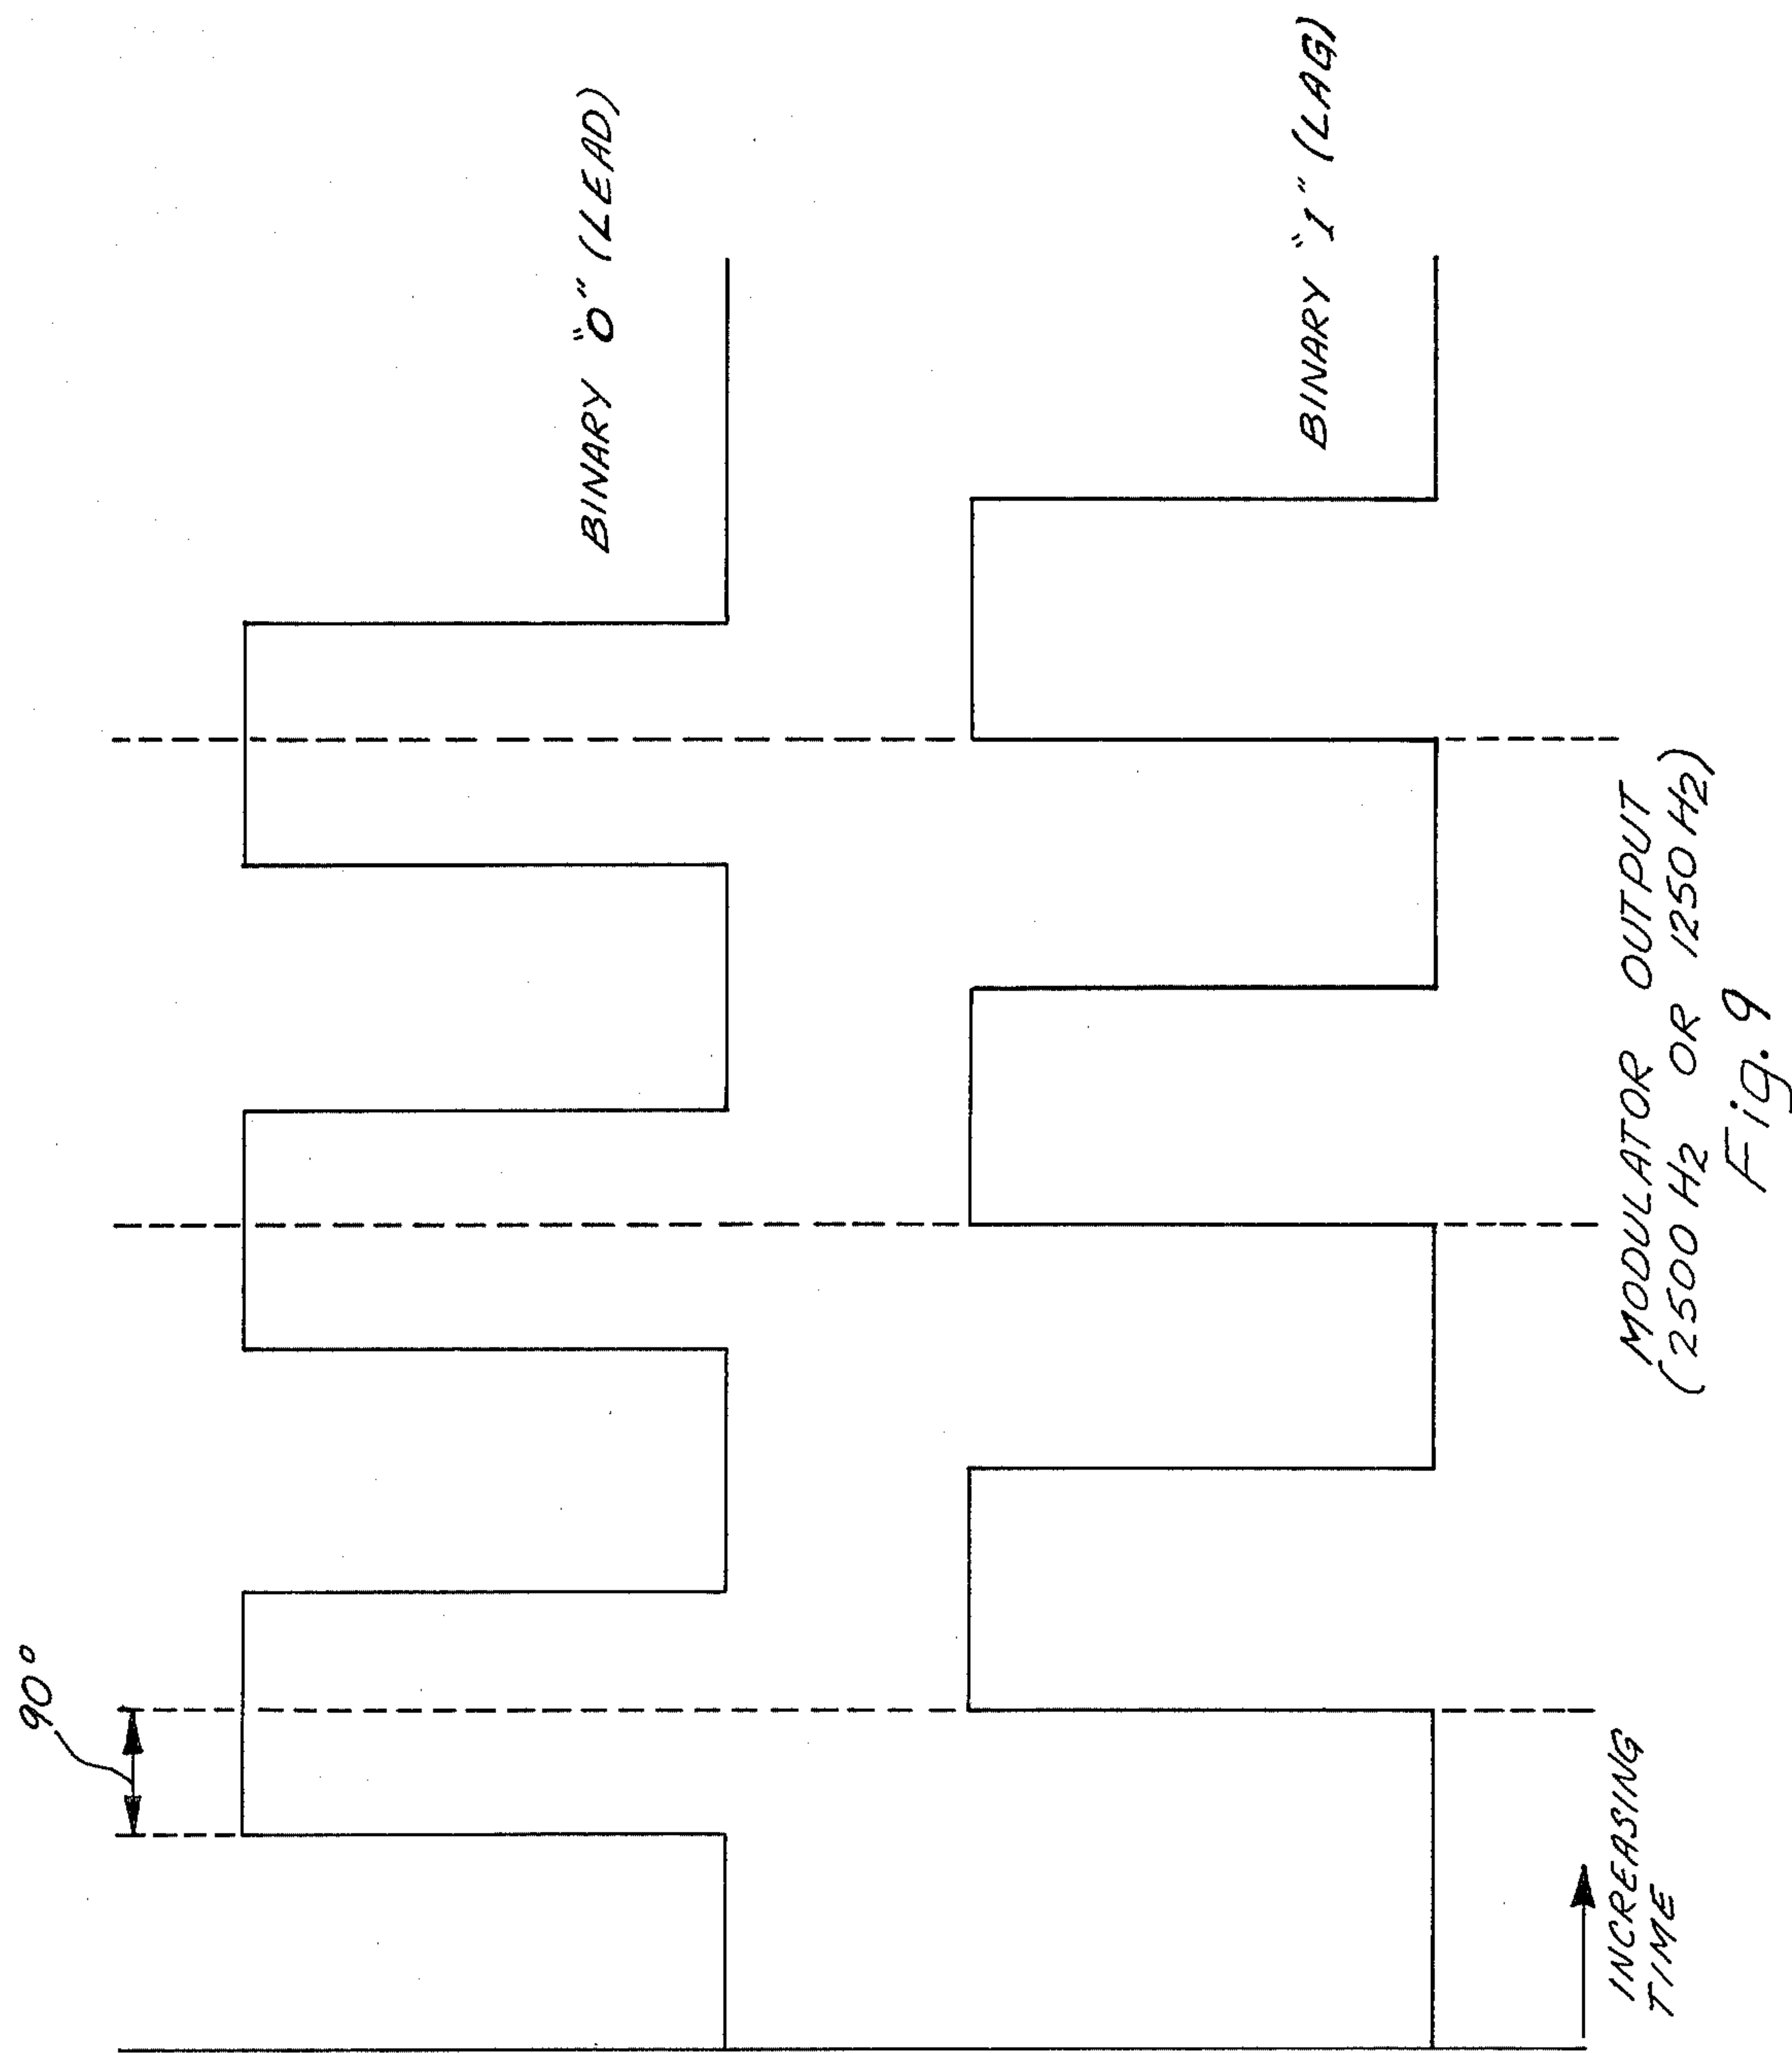 90°
BINARY "0" (LEAD)
BINARY "1" (LAG)
INCREASING
TIME
MODULATOR OUTPUT
(2500 HZ OR 1250 HZ)
Fig. 9